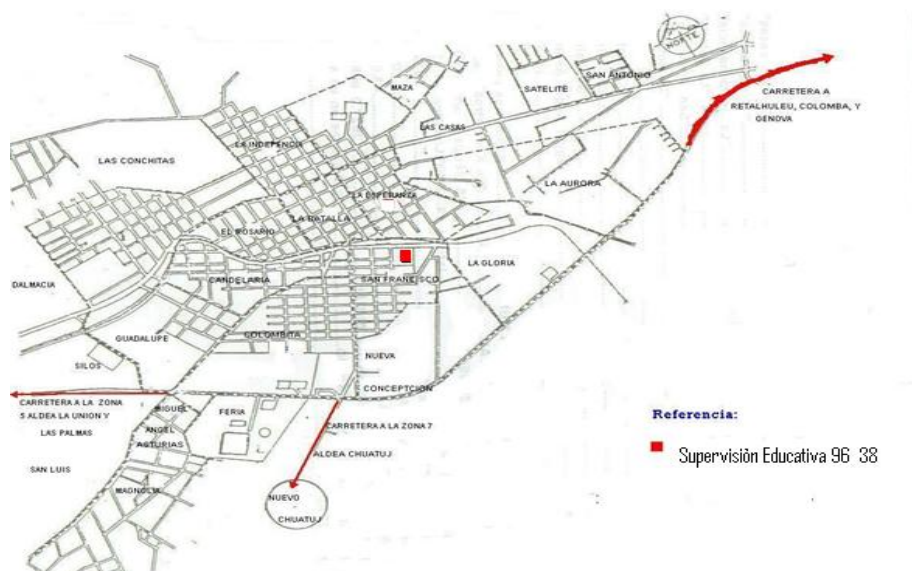 NORTE
SAN ANTONIO
MAZA
SATELITE
CARRETERA A
RETALHULEU, COLOMBA, Y
GENOVA
LAS CASAS
LA INDEPENCIA
LAS CONCHITAS
LA AURORA
LA ESPERANZA
LA BATALLA
EL ROSARIO
LA GLORIA
CANDELARIA
SAN FRANCISCO
DALMACIA
GUADALUPE
COLOMBITA
NUEVA
CONCEPTCION
SILOS
CARRETERA A LA ZONA
5 ALDEA LA UNION Y
LAS PALMAS
MIGUEL
ANGEL
ASTURIAS
FERIA
CARRETERA A LA ZONA 7
ALDEA CHUATUJ
SAN LUIS
MAGNOLIA
NUEVO
CHUATUJ
Referencia:
Supervisión Educativa 96 38